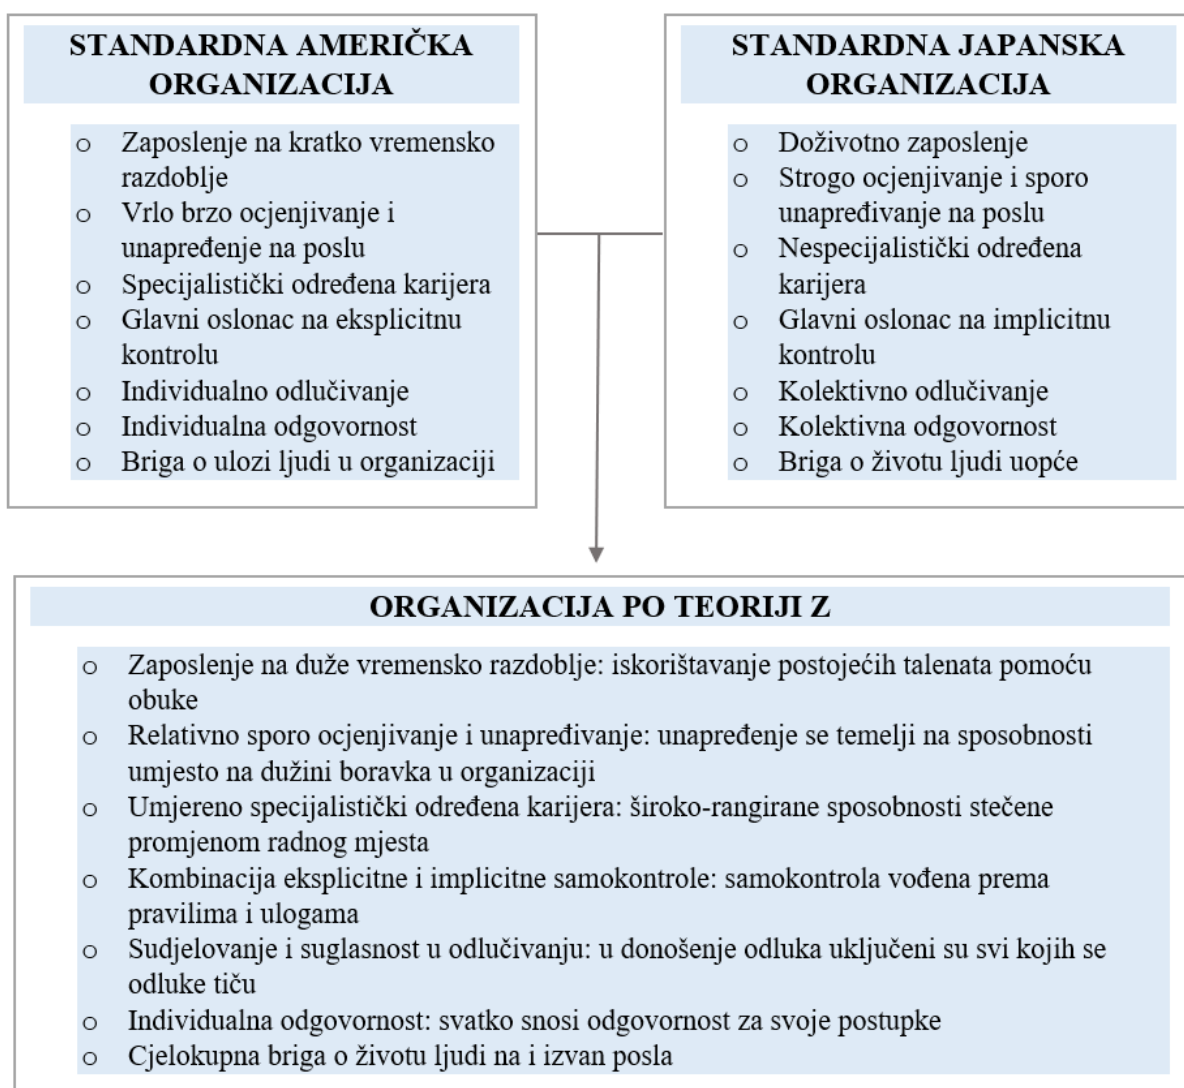 STANDARDNA AMERIČKA
ORGANIZACIJA
o Zaposlenje na kratko vremensko
razdoblje
o Vrlo brzo ocjenjivanje i
unapređenje na poslu
o Specijalistički određena karijera
o Glavni oslonac na eksplicitnu
kontrolu
o Individualno odlučivanje
o Individualna odgovornost
o Briga o ulozi ljudi u organizaciji
STANDARDNA JAPANSKA
ORGANIZACIJA
o Doživotno zaposlenje
o Strogo ocjenjivanje i sporo
unapređivanje na poslu
o Nespecijalistički određena
karijera
o Glavni oslonac na implicitnu
kontrolu
o Kolektivno odlučivanje
o Kolektivna odgovornost
o Briga o životu ljudi uopće
ORGANIZACIJA PO TEORIJI Z
o Zaposlenje na duže vremensko razdoblje: iskorištavanje postojećih talenata pomoću
obuke
o Relativno sporo ocjenjivanje i unapređivanje: unapređenje se temelji na sposobnosti
umjesto na dužini boravka u organizaciji
o Umjereno specijalistički određena karijera: široko-rangirane sposobnosti stečene
promjenom radnog mjesta
o Kombinacija eksplicitne i implicitne samokontrole: samokontrola vođena prema
pravilima i ulogama
o Sudjelovanje i suglasnost u odlučivanju: u donošenje odluka uključeni su svi kojih se
odluke tiču
o Individualna odgovornost: svatko snosi odgovornost za svoje postupke
o Cjelokupna briga o životu ljudi na i izvan posla